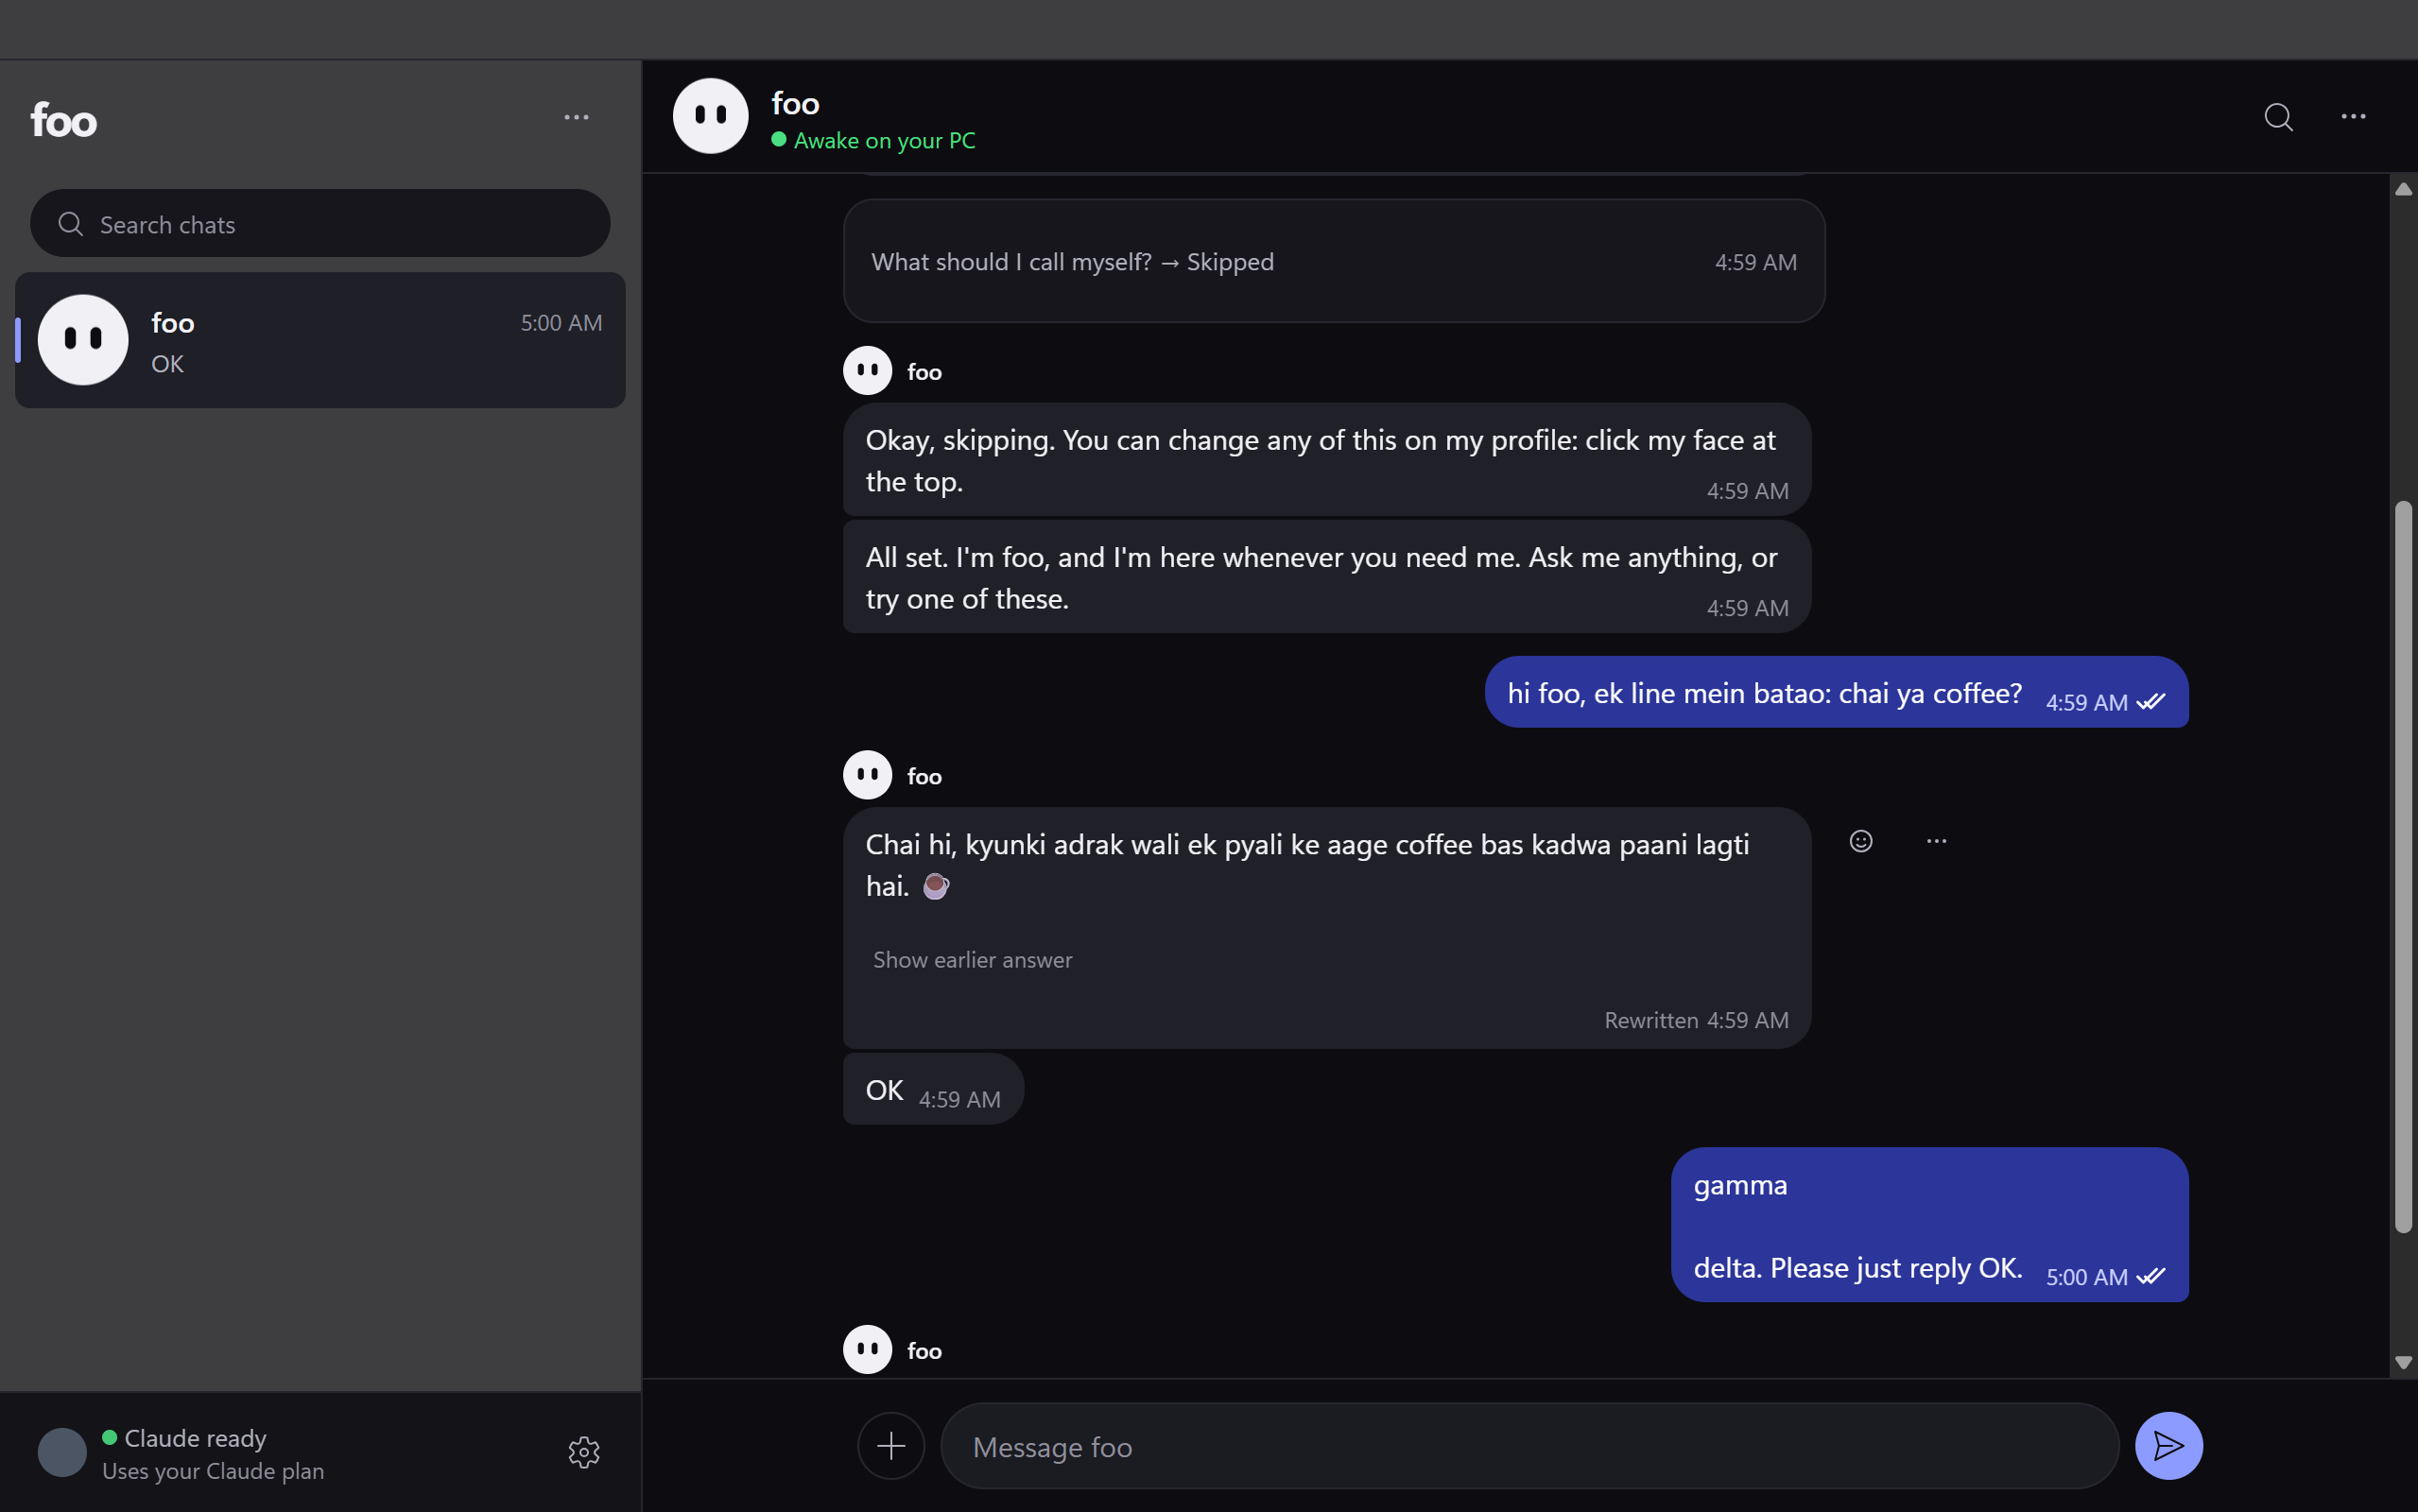 foo
Search chats
foo
5:00 AM
OK
Claude ready
Uses your Claude plan
foo
Awake on your PC
What should I call myself? → Skipped
4:59 AM
foo
Okay, skipping. You can change any of this on my profile: click my face at
the top.
4:59 AM
All set. I'm foo, and I'm here whenever you need me. Ask me anything, or
try one of these.
4:59 AM
hi foo, ek line mein batao: chai ya coffee? 4:59 AM
foo
Chai hi, kyunki adrak wali ek pyali ke aage coffee bas kadwa paani lagti
hai. ☕
Show earlier answer
Rewritten 4:59 AM
OK 4:59 AM
gamma
delta. Please just reply OK. 5:00 AM
foo
Message foo